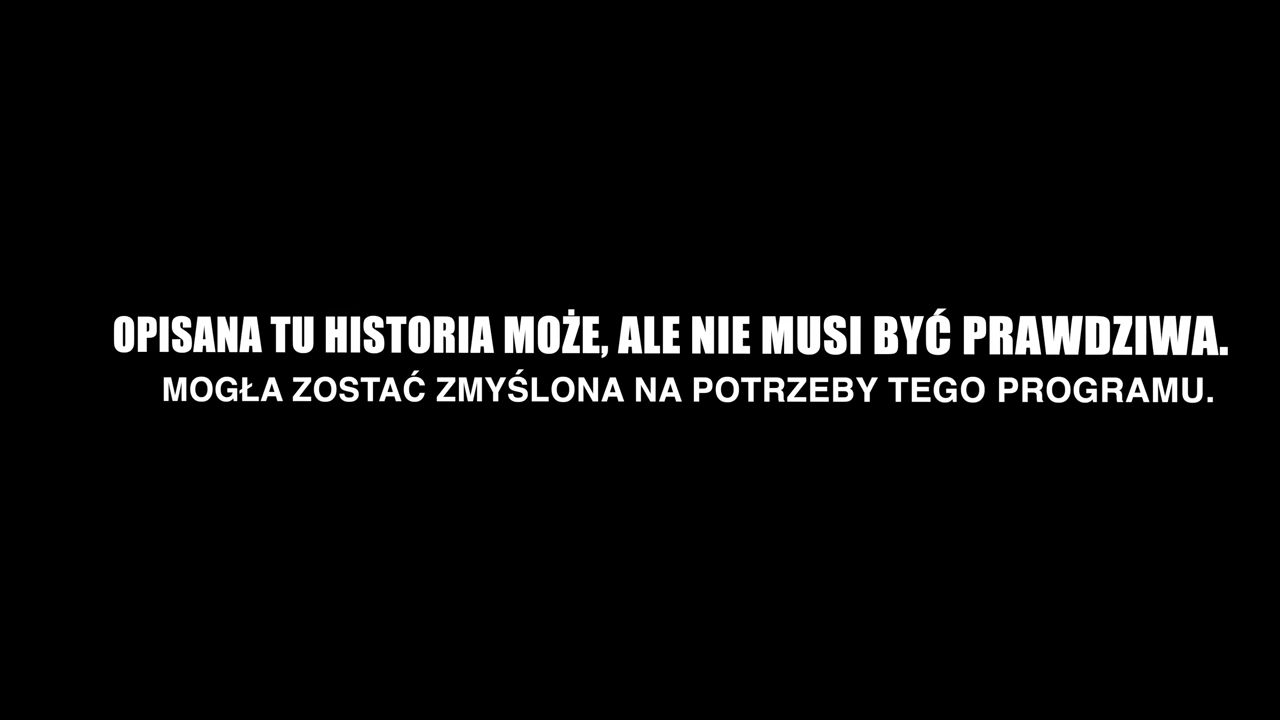 OPISANA TU HISTORIA MOŻE, ALE NIE MUSI BYĆ PRAWDZIWA.
MOGŁA ZOSTAĆ ZMYŚLONA NA POTRZEBY TEGO PROGRAMU.